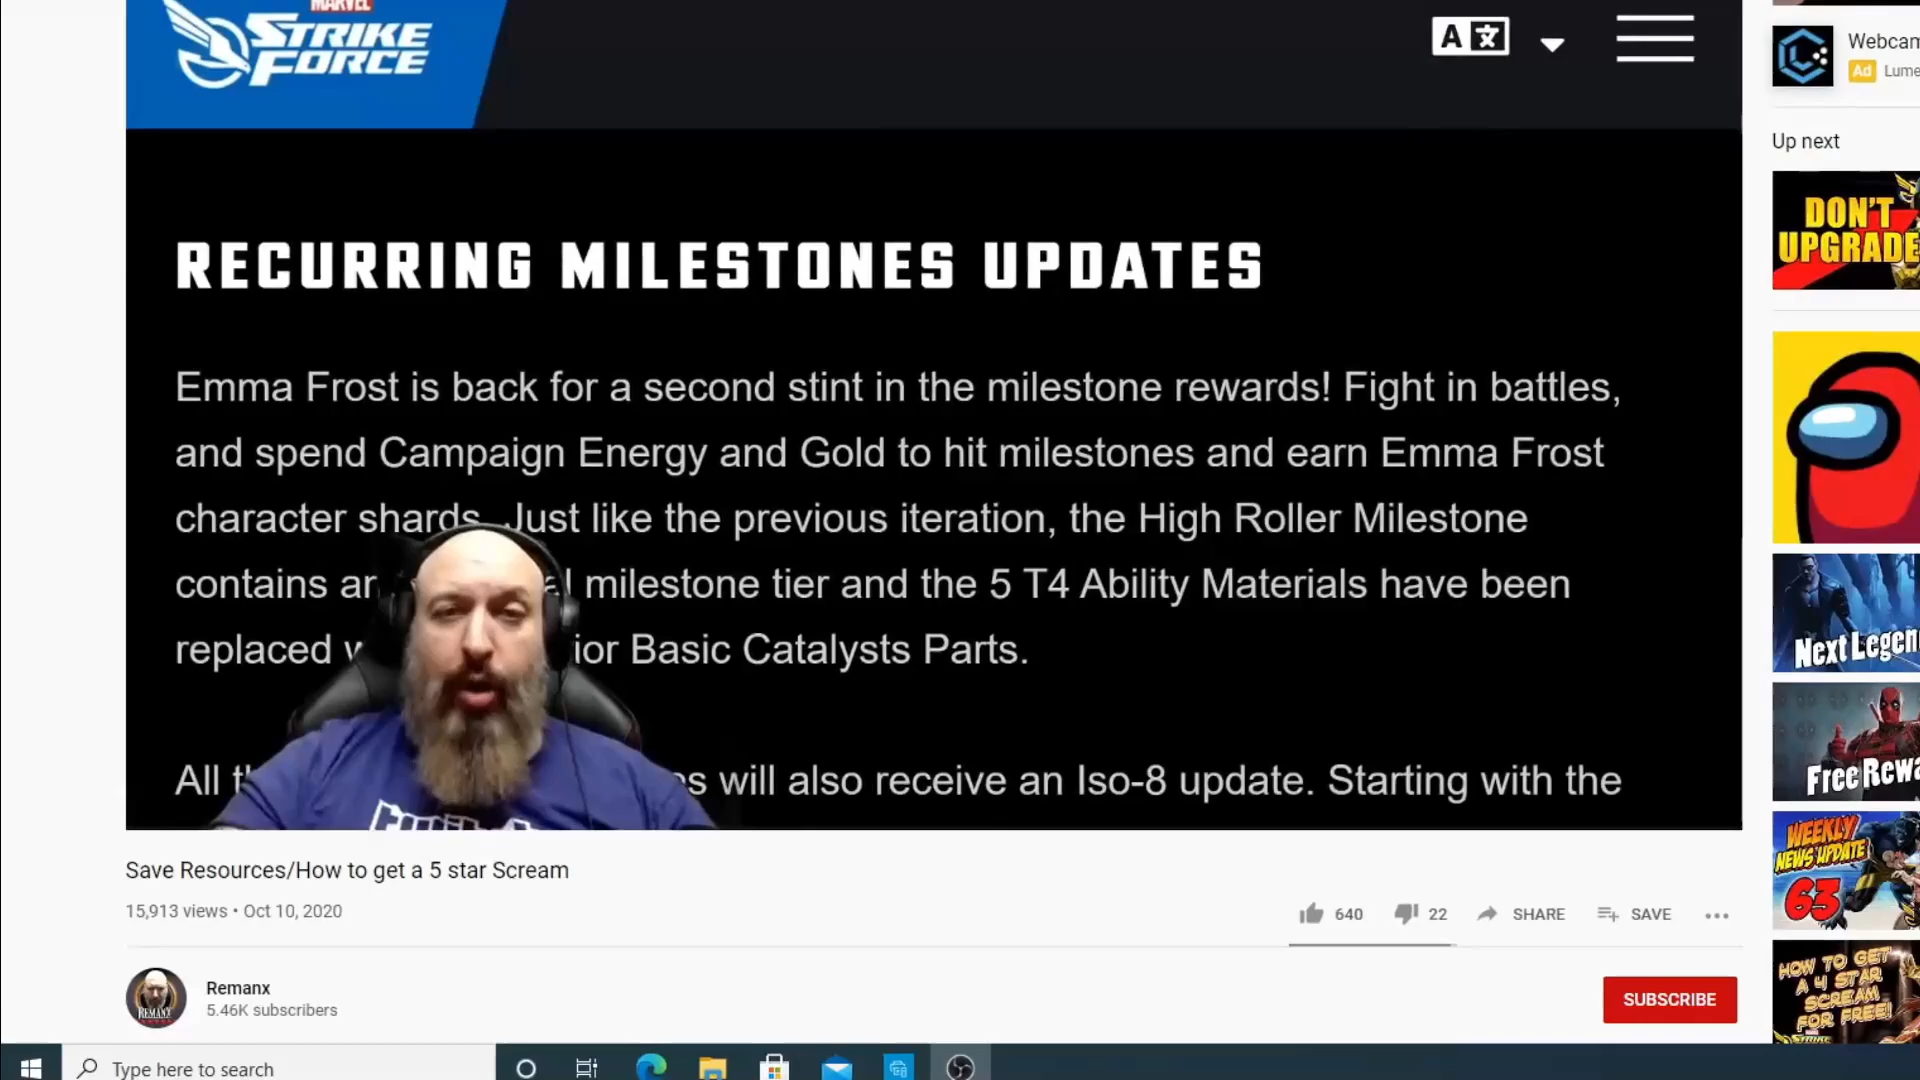 MARVEL
STRIKE
FORCE
A
Webcam
Ad Lume
Up next
DON'T
UPGRADE
RECURRING MILESTONES UPDATES
Emma Frost is back for a second stint in the milestone rewards! Fight in battles,
and spend Campaign Energy and Gold to hit milestones and earn Emma Frost
character shards. Just like the previous iteration, the High Roller Milestone
contains milestone tier and the 5 T4 Ability Materials have been
replaced Basic Catalysts Parts.
All will also receive an Iso-8 update. Starting with the
twitch
Next Legen
Free Rewa
WEEKLY
NEWS UPDATE
63
HOW TO GET
A 4 STAR
SCREAM
FOR FREE!
STRIKE
Save Resources/How to get a 5 star Scream
15,913 views • Oct 10, 2020
640 22 SHARE SAVE
Remanx
5.46K subscribers
REMANX
SUBSCRIBE
Type here to search